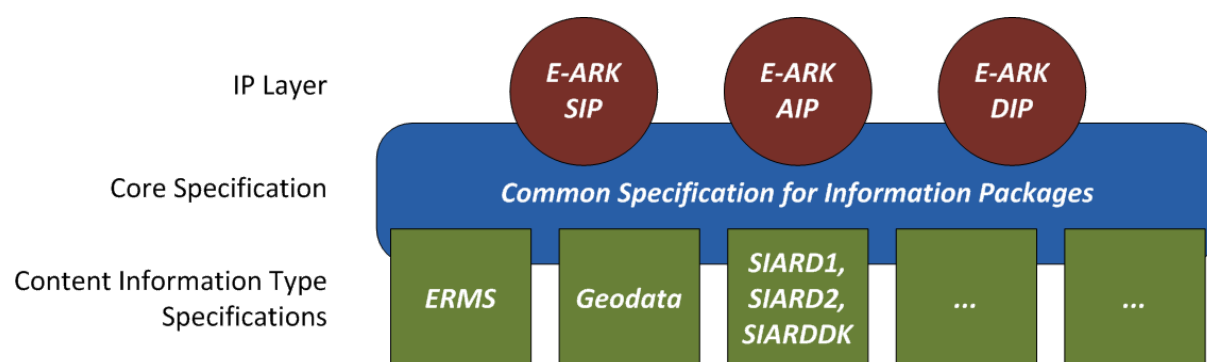 IP Layer
E-ARK
SIP
E-ARK
AIP
E-ARK
DIP
Core Specification
Common Specification for Information Packages
Content Information Type
Specifications
ERMS
Geodata
SIARD1,
SIARD2,
SIARDDK
...
...